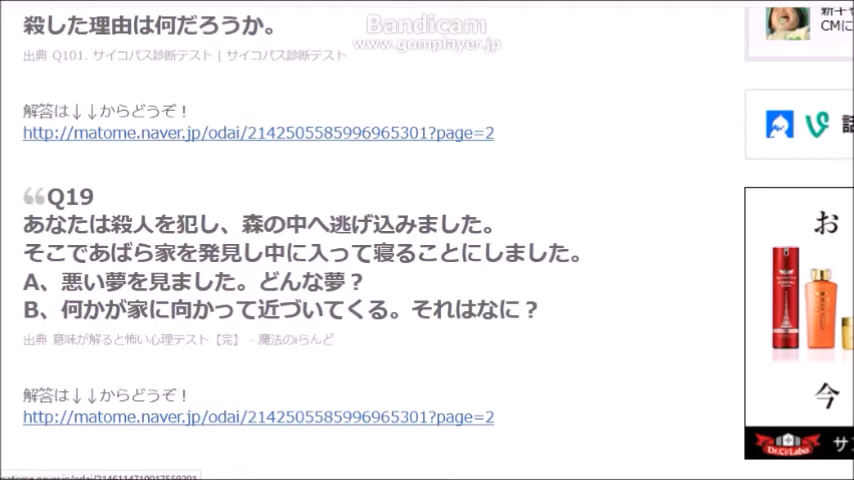 殺した理由は何だろうか。
出典 Q101. サイコパス診断テスト | サイコパス診断テスト
解答は↓↓からどうぞ！
http://matome.naver.jp/odai/2142505585996965301?page=2
Q19
あなたは殺人を犯し、森の中へ逃げ込みました。
そこであばら家を発見し中に入って寝ることにしました。
A、悪い夢を見ました。どんな夢？
B、何かが家に向かって近づいてくる。それはなに？
出典 意味が解ると怖い心理テスト【完】 - 魔法のiらんど
解答は↓↓からどうぞ！
http://matome.naver.jp/odai/2142505585996965301?page=2
Bandicam
www.gomplayer.jp
CMに
話
お
今
Dr.Ci:Labo
サン